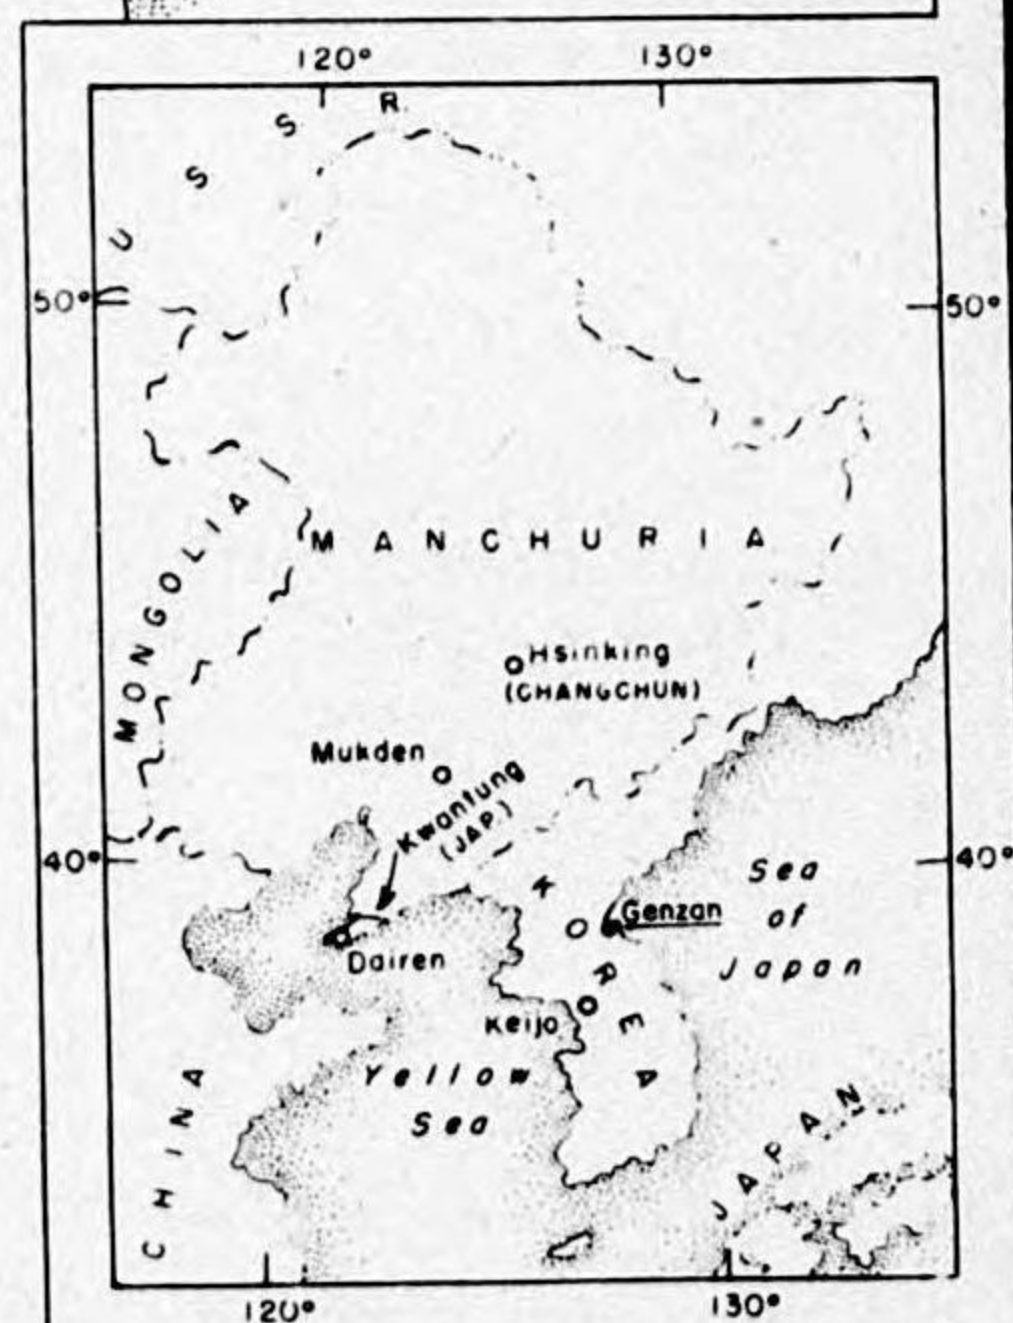 120° 130°
U S S R.
50° 50°
MONGOLIA
MANCHURIA
Hsinking
(CHANGCHUN)
Mukden
Kwantung
(JAP.)
40° 40°
KOREA
Genzan
Sea
of
Japan
Dairen
Keijo
Yellow
Sea
CHINA
JAPAN
120° 130°